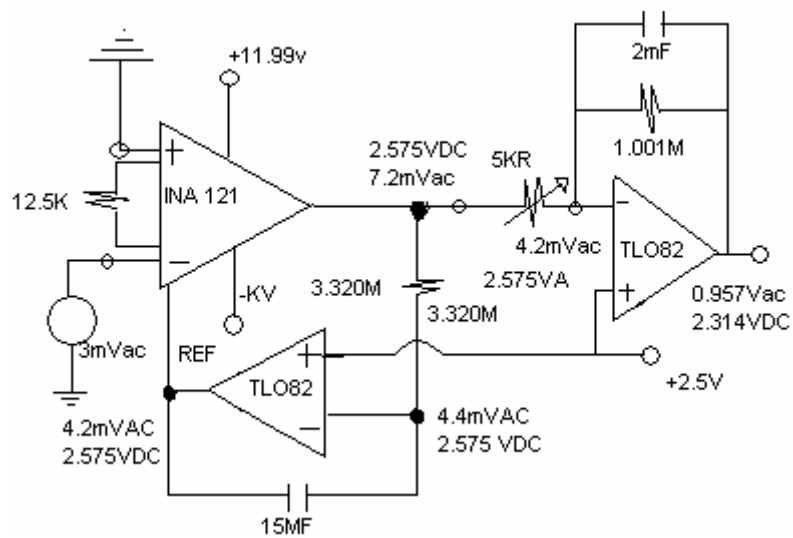 +11.99v
2mF
1.001M
2.575VDC
7.2mVac
5KR
+
INA 121
12.5K
−
-
TLO82
+
4.2mVac
2.575VA
3.320M
3.320M
-KV
0.957Vac
2.314VDC
3mVac
REF
+
TLO82
−
+2.5V
4.2mVAC
2.575VDC
4.4mVAC
2.575 VDC
15MF